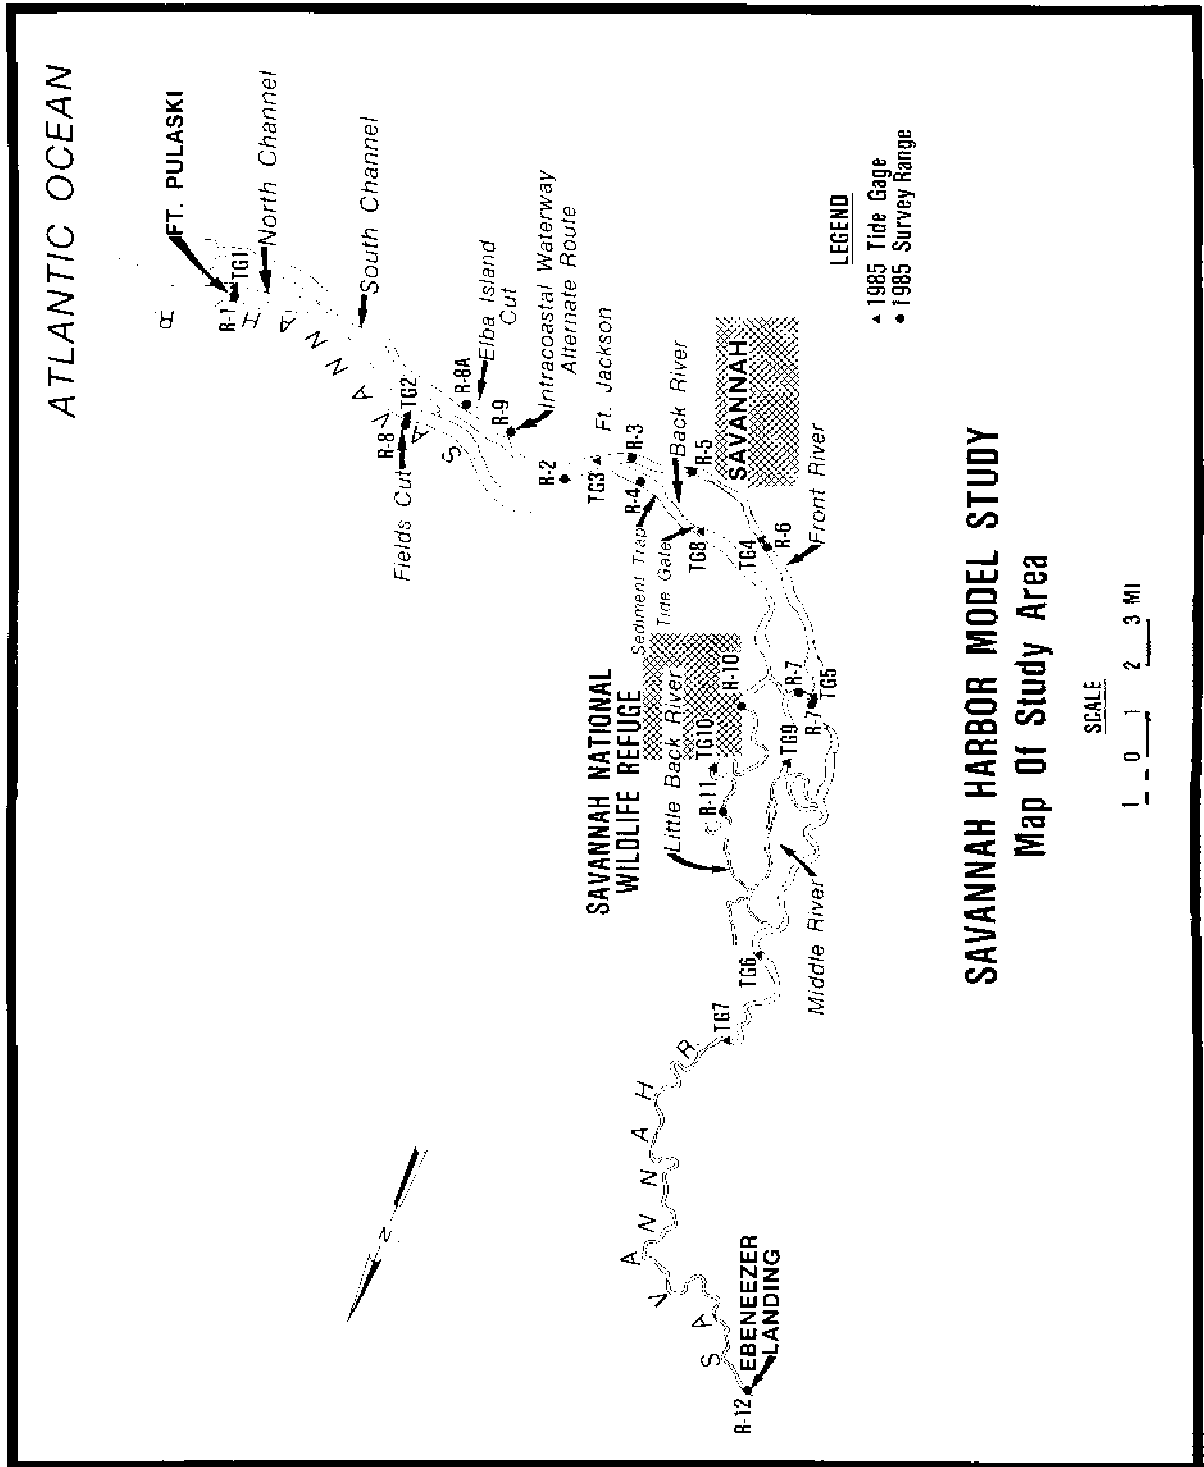 ATLANTIC OCEAN
FT. PULASKI
R-1
TG1
North Channel
South Channel
SAVANNAH R
R-8
TG2
Fields Cut
R-8A
Elba Island
Cut
R-9
Intracoastal Waterway
Alternate Route
R-2
TG3
Ft. Jackson
R-3
R-4
Back River
Sediment Trap
Tide Gate
TG8
R-5
SAVANNAH
TG4
R-6
Front River
SAVANNAH NATIONAL
WILDLIFE REFUGE
Little Back River
R-10
TG10
R-11
R-7
R-7
TG5
TG9
Middle River
TG6
TG7
SAVANNAH R
R-12
EBENEEZER
LANDING
N
LEGEND
▲ 1985 Tide Gage
● 1985 Survey Range
SAVANNAH HARBOR MODEL STUDY
Map Of Study Area
SCALE
1 0 1 2 3 MI